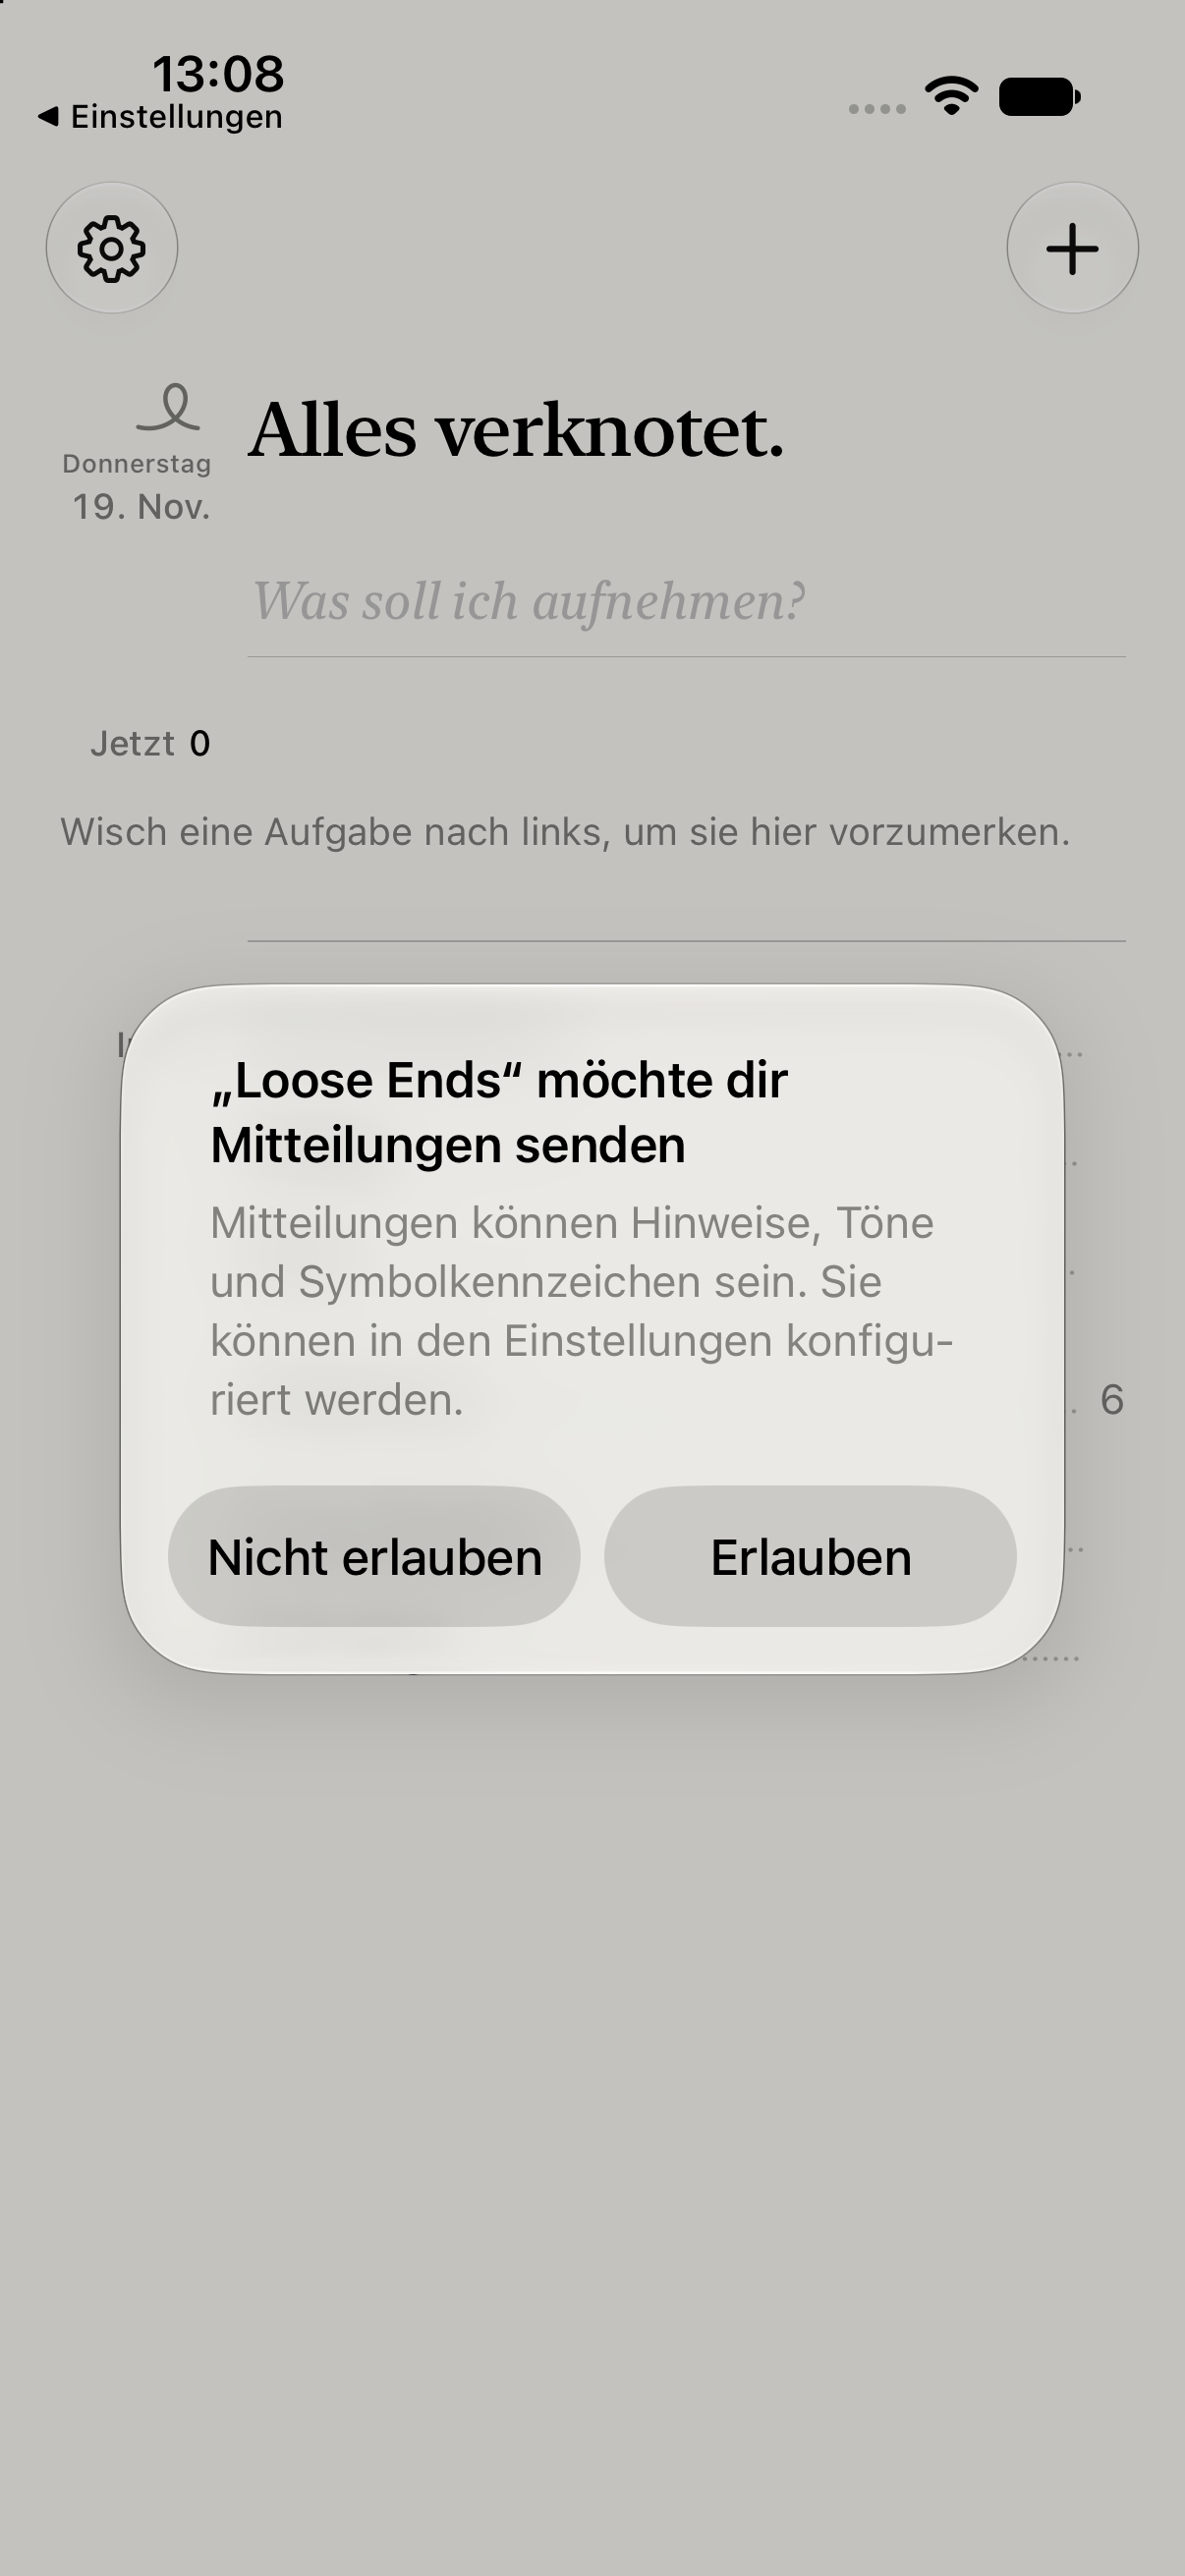 13:08
Einstellungen
Alles verknotet.
Donnerstag
19. Nov.
Was soll ich aufnehmen?
Jetzt 0
Wisch eine Aufgabe nach links, um sie hier vorzumerken.
„Loose Ends“ möchte dir
Mitteilungen senden
Mitteilungen können Hinweise, Töne
und Symbolkennzeichen sein. Sie
können in den Einstellungen konfigu-
riert werden.
6
Nicht erlauben
Erlauben